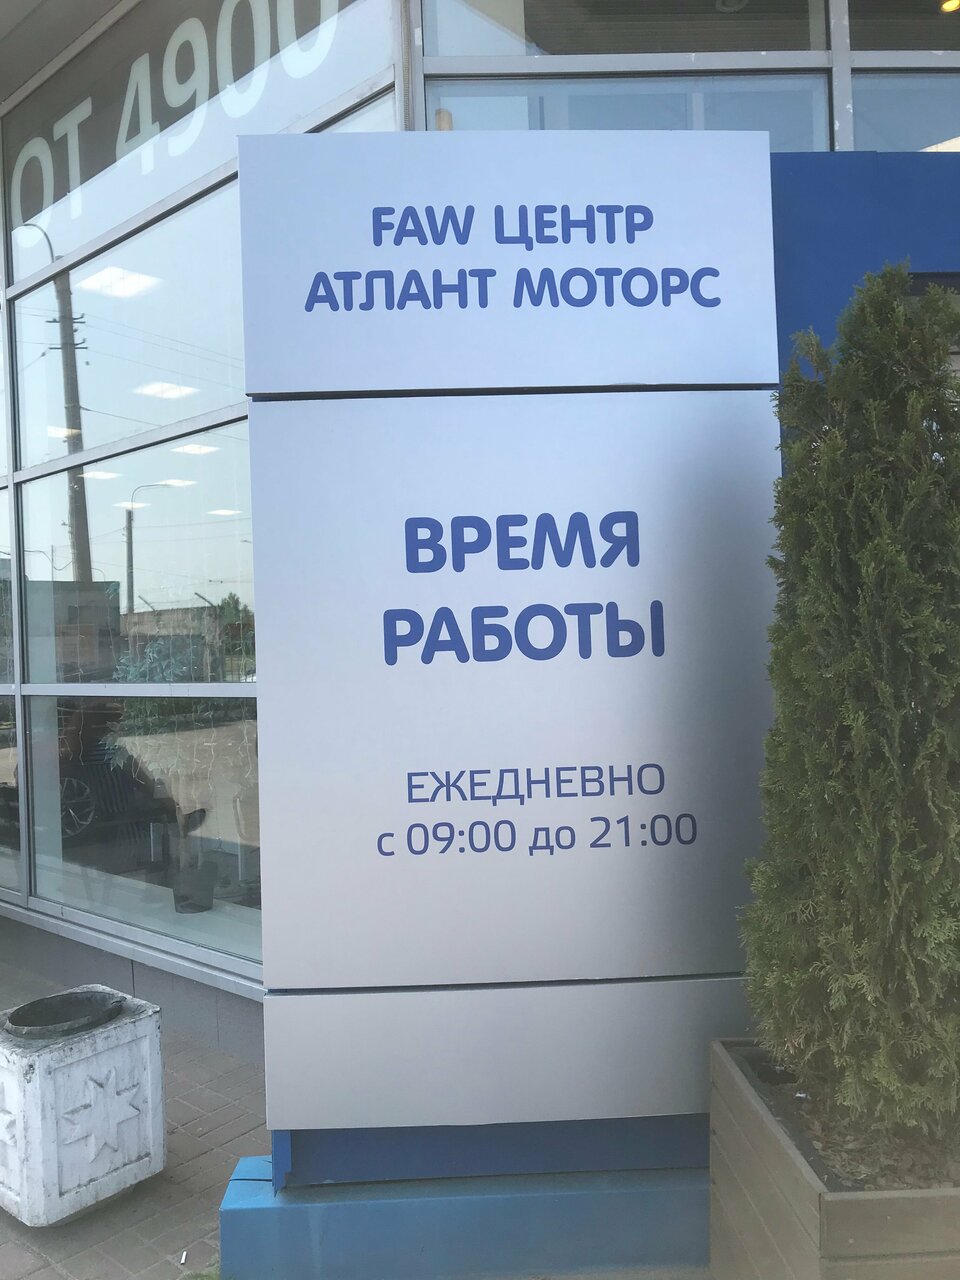 ОТ 4900
FAW ЦЕНТР
АТЛАНТ МОТОРС
ВРЕМЯ
РАБОТЫ
ЕЖЕДНЕВНО
с 09:00 до 21:00